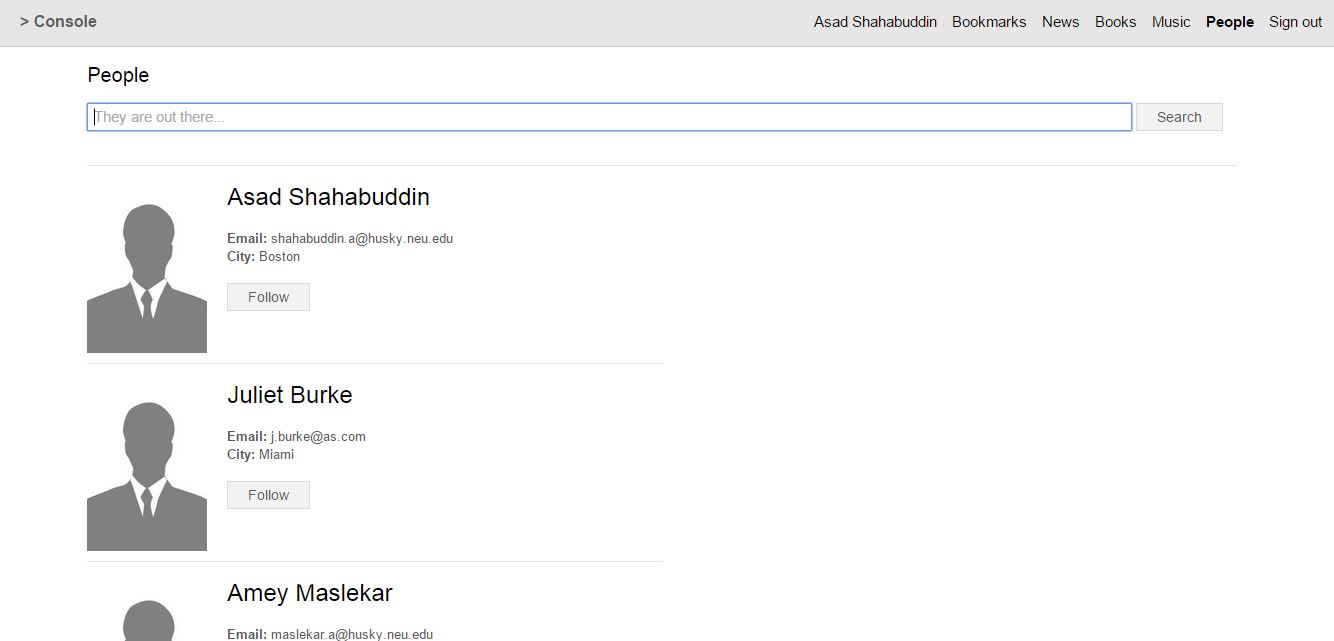 > Console Asad Shahabuddin Bookmarks News Books Music People Sign out
People
They are out there... Search
Asad Shahabuddin
Email: shahabuddin.a@husky.neu.edu
City: Boston
Follow
Juliet Burke
Email: j.burke@as.com
City: Miami
Follow
Amey Maslekar
Email: maslekar.a@husky.neu.edu